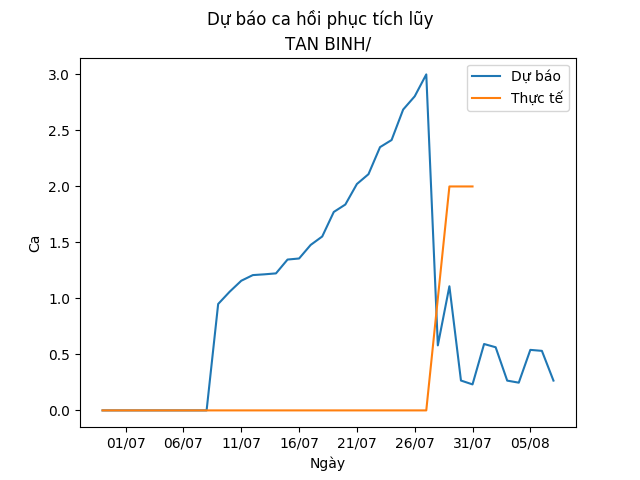 Dự báo ca hồi phục tích lũy
TAN BINH/
Dự báo
Thực tế
3.0
2.5
2.0
1.5
1.0
0.5
0.0
Ca
01/07 06/07 11/07 16/07 21/07 26/07 31/07 05/08
Ngày